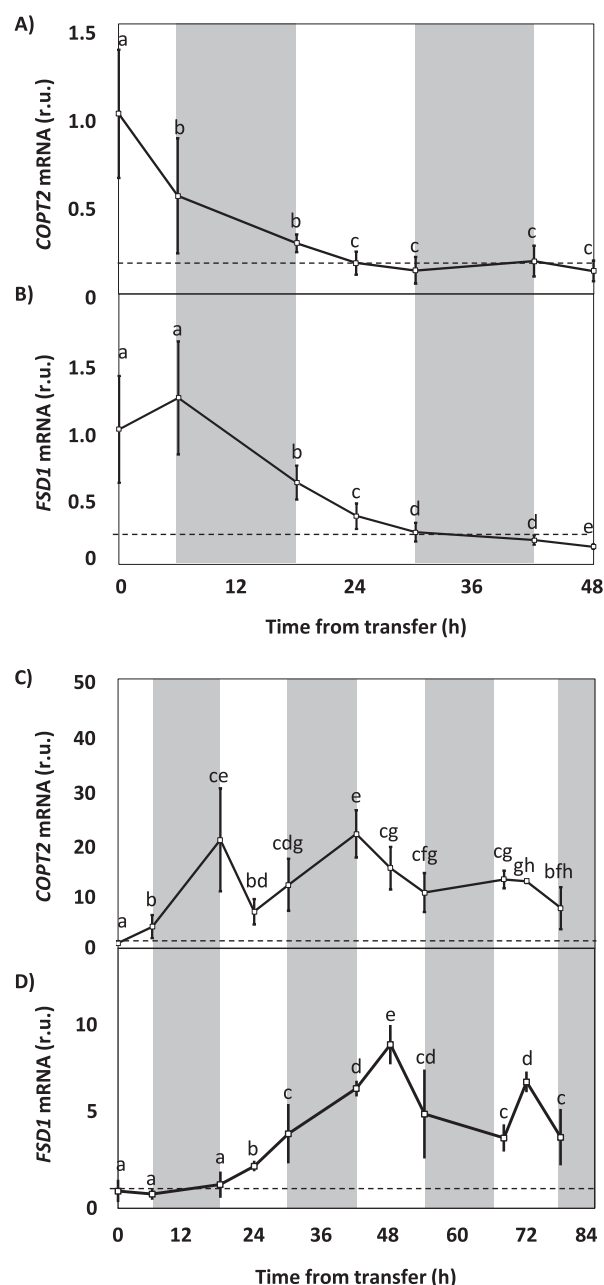 A)
COPT2 mRNA (r.u.)
1.5
1.0
0.5
0
a
b
b
c
c
c
c
B)
FSD1 mRNA (r.u.)
1.5
1.0
0.5
0
a
a
b
c
d
d
e
0 12 24 36 48
Time from transfer (h)
C)
COPT2 mRNA (r.u.)
50
40
30
20
10
0
a
b
ce
bd
cdg
e
cg
cfg
cg
gh
bfh
D)
FSD1 mRNA (r.u.)
10
5
0
a
a
a
b
c
d
e
cd
c
d
c
0 12 24 36 48 60 72 84
Time from transfer (h)